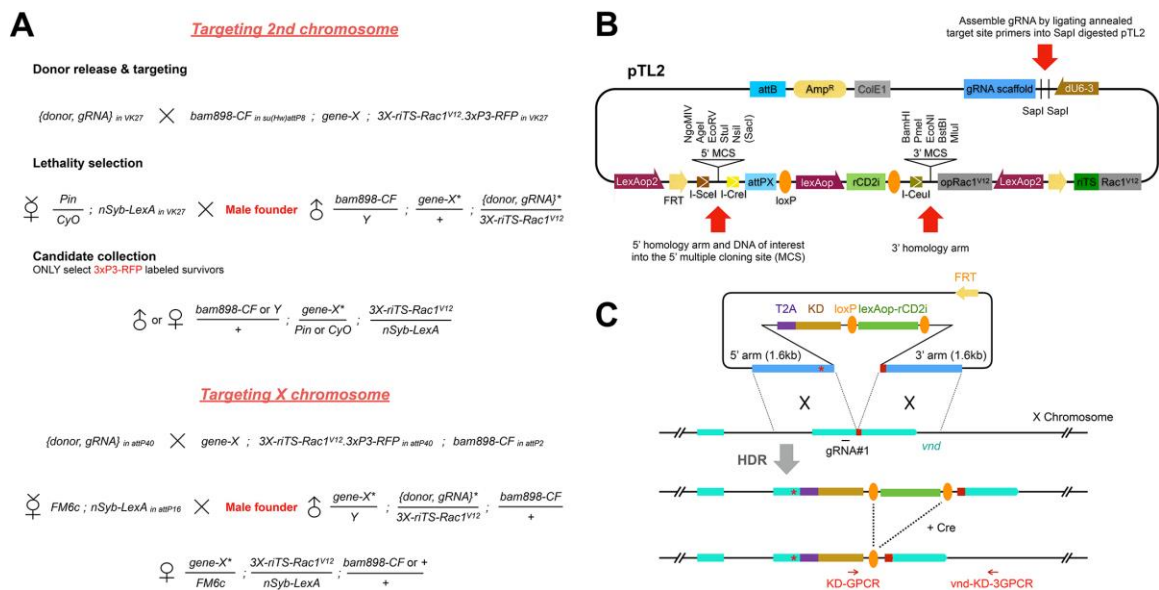 A
Targeting 2nd chromosome
Donor release & targeting
{donor, gRNA} in VK27 × bam898-CF in su(Hw)attP8 ; gene-X ; 3X-riTS-Rac1V12.3xP3-RFP in VK27
Lethality selection
Pin
CyO
; nSyb-LexA in VK27 × Male founder ♂
bam898-CF
Y
;
gene-X*
+
;
{donor, gRNA}*
3X-riTS-Rac1V12
Candidate collection
ONLY select 3xP3-RFP labeled survivors
♂ or ♀
bam898-CF or Y
+
;
gene-X*
Pin or CyO
;
3X-riTS-Rac1V12
nSyb-LexA
Targeting X chromosome
{donor, gRNA} in attP40 × gene-X ; 3X-riTS-Rac1V12.3xP3-RFP in attP40 ; bam898-CF in attP2
FM6c ; nSyb-LexA in attP16 × Male founder ♂
gene-X*
Y
;
{donor, gRNA}*
3X-riTS-Rac1V12
;
bam898-CF
+
♀
gene-X*
FM6c
;
3X-riTS-Rac1V12
nSyb-LexA
;
bam898-CF or +
+
B
Assemble gRNA by ligating annealed
target site primers into SapI digested pTL2
pTL2
attB
AmpR
ColE1
gRNA scaffold
dU6-3
SapI SapI
NgoMIV
AgeI
EcoRV
StuI
NsiI
(SacI)
5' MCS
BamHI
PmeI
EcoNI
BstBI
MluI
3' MCS
LexAop2
FRT
I-SceI
I-CreI
attPX
loxP
lexAop
rCD2i
I-CeuI
opRac1V12
LexAop2
riTS
Rac1V12
5' homology arm and DNA of interest
into the 5' multiple cloning site (MCS)
3' homology arm
C
FRT
T2A KD loxP lexAop-rCD2i
5' arm (1.6kb)
3' arm (1.6kb)
*
X X
X Chromosome
gRNA#1
vnd
HDR
*
+ Cre
*
KD-GPCR
vnd-KD-3GPCR